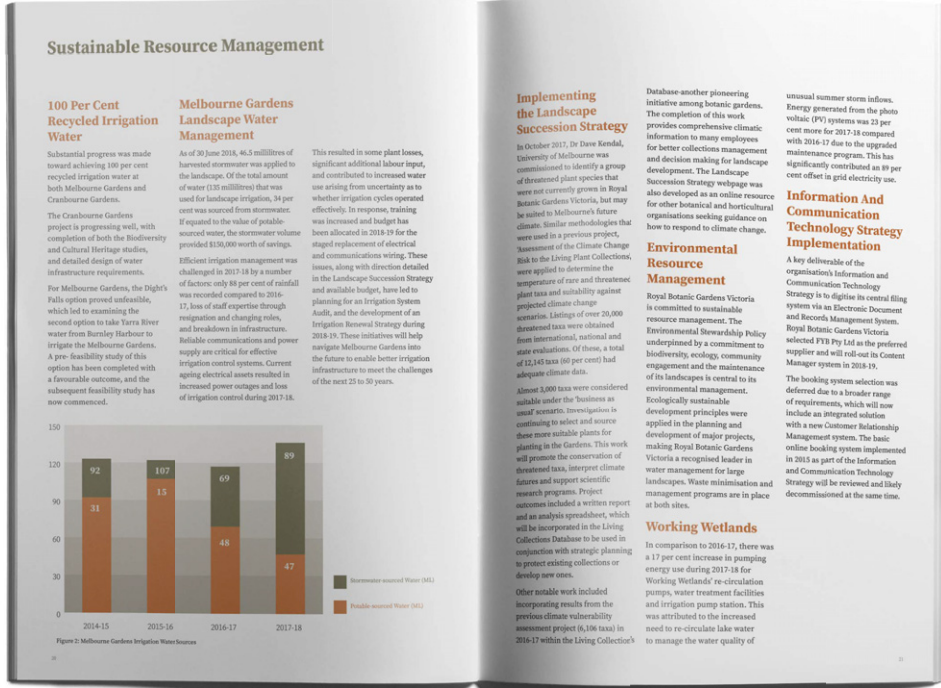 Sustainable Resource Management
100 Per Cent
Recycled Irrigation
Water
Substantial progress was made
toward achieving 100 per cent
recycled irrigation water at
both Melbourne Gardens and
Cranbourne Gardens.
The Cranbourne Gardens
project is progressing well, with
completion of both the Biodiversity
and Cultural Heritage studies,
and detailed design of water
infrastructure requirements.
For Melbourne Gardens, the Dight's
Falls option proved unfeasible,
which led to examining the
second option to take Yarra River
water from Burnley Harbour to
irrigate the Melbourne Gardens.
A pre- feasibility study of this
option has been completed with
a favourable outcome, and the
subsequent feasibility study has
now commenced.
Melbourne Gardens
Landscape Water
Management
As of 30 June 2018, 46.5 millilitres of
harvested stormwater was applied to
the landscape. Of the total amount
of water (135 millilitres) that was
used for landscape irrigation, 34 per
cent was sourced from stormwater.
If equated to the value of potable-
sourced water, the stormwater volume
provided $150,000 worth of savings.
Efficient irrigation management was
challenged in 2017-18 by a number
of factors: only 88 per cent of rainfall
was recorded compared to 2016-
17, loss of staff expertise through
resignation and changing roles,
and breakdown in infrastructure.
Reliable communications and power
supply are critical for effective
irrigation control systems. Current
ageing electrical assets resulted in
increased power outages and loss
of irrigation control during 2017-18.
This resulted in some plant losses,
significant additional labour input,
and contributed to increased water
use arising from uncertainty as to
whether irrigation cycles operated
effectively. In response, training
was increased and budget has
been allocated in 2018-19 for the
staged replacement of electrical
and communications wiring. These
issues, along with direction detailed
in the Landscape Succession Strategy
and available budget, have led to
planning for an Irrigation System
Audit, and the development of an
Irrigation Renewal Strategy during
2018-19. These initiatives will help
navigate Melbourne Gardens into
the future to enable better irrigation
infrastructure to meet the challenges
of the next 25 to 50 years.
150
120
90
60
30
0
92
31
107
15
69
48
89
47
2014-15
2015-16
2016-17
2017-18
Stormwater-sourced Water (ML)
Potable-sourced Water (ML)
Figure 2: Melbourne Gardens Irrigation Water Sources
Implementing
the Landscape
Succession Strategy
In October 2017, Dr Dave Kendal,
University of Melbourne was
commissioned to identify a group
of threatened plant species that
were not currently grown in Royal
Botanic Gardens Victoria, but may
be suited to Melbourne's future
climate. Similar methodologies that
were used in a previous project,
'Assessment of the Climate Change
Risk to the Living Plant Collections',
were applied to determine the
temperature of rare and threatened
plant taxa and suitability against
projected climate change
scenarios. Listings of over 20,000
threatened taxa were obtained
from international, national and
state evaluations. Of these, a total
of 12,145 taxa (60 per cent) had
adequate climate data.
Almost 3,000 taxa were considered
suitable under the 'business as
usual' scenario. Investigation is
continuing to select and source
these more suitable plants for
planting in the Gardens. This work
will promote the conservation of
threatened taxa, interpret climate
futures and support scientific
research programs. Project
outcomes included a written report
and an analysis spreadsheet, which
will be incorporated in the Living
Collections Database to be used in
conjunction with strategic planning
to protect existing collections or
develop new ones.
Other notable work included
incorporating results from the
previous climate vulnerability
assessment project (6,106 taxa) in
2016-17 within the Living Collection's
Database-another pioneering
initiative among botanic gardens.
The completion of this work
provides comprehensive climatic
information to many employees
for better collections management
and decision making for landscape
development. The Landscape
Succession Strategy webpage was
also developed as an online resource
for other botanical and horticultural
organisations seeking guidance on
how to respond to climate change.
Environmental
Resource
Management
Royal Botanic Gardens Victoria
is committed to sustainable
resource management. The
Environmental Stewardship Policy
underpinned by a commitment to
biodiversity, ecology, community
engagement and the maintenance
of its landscapes is central to its
environmental management.
Ecologically sustainable
development principles were
applied in the planning and
development of major projects,
making Royal Botanic Gardens
Victoria a recognised leader in
water management for large
landscapes. Waste minimisation and
management programs are in place
at both sites.
Working Wetlands
In comparison to 2016-17, there was
a 17 per cent increase in pumping
energy use during 2017-18 for
Working Wetlands' re-circulation
pumps, water treatment facilities
and irrigation pump station. This
was attributed to the increased
need to re-circulate lake water
to manage the water quality of
unusual summer storm inflows.
Energy generated from the photo
voltaic (PV) systems was 23 per
cent more for 2017-18 compared
with 2016-17 due to the upgraded
maintenance program. This has
significantly contributed an 89 per
cent offset in grid electricity use.
Information And
Communication
Technology Strategy
Implementation
A key deliverable of the
organisation's Information and
Communication Technology
Strategy is to digitise its central filing
system via an Electronic Document
and Records Management System.
Royal Botanic Gardens Victoria
selected FYB Pty Ltd as the preferred
supplier and will roll-out its Content
Manager system in 2018-19.
The booking system selection was
deferred due to a broader range
of requirements, which will now
include an integrated solution
with a new Customer Relationship
Management system. The basic
online booking system implemented
in 2015 as part of the Information
and Communication Technology
Strategy will be reviewed and likely
decommissioned at the same time.